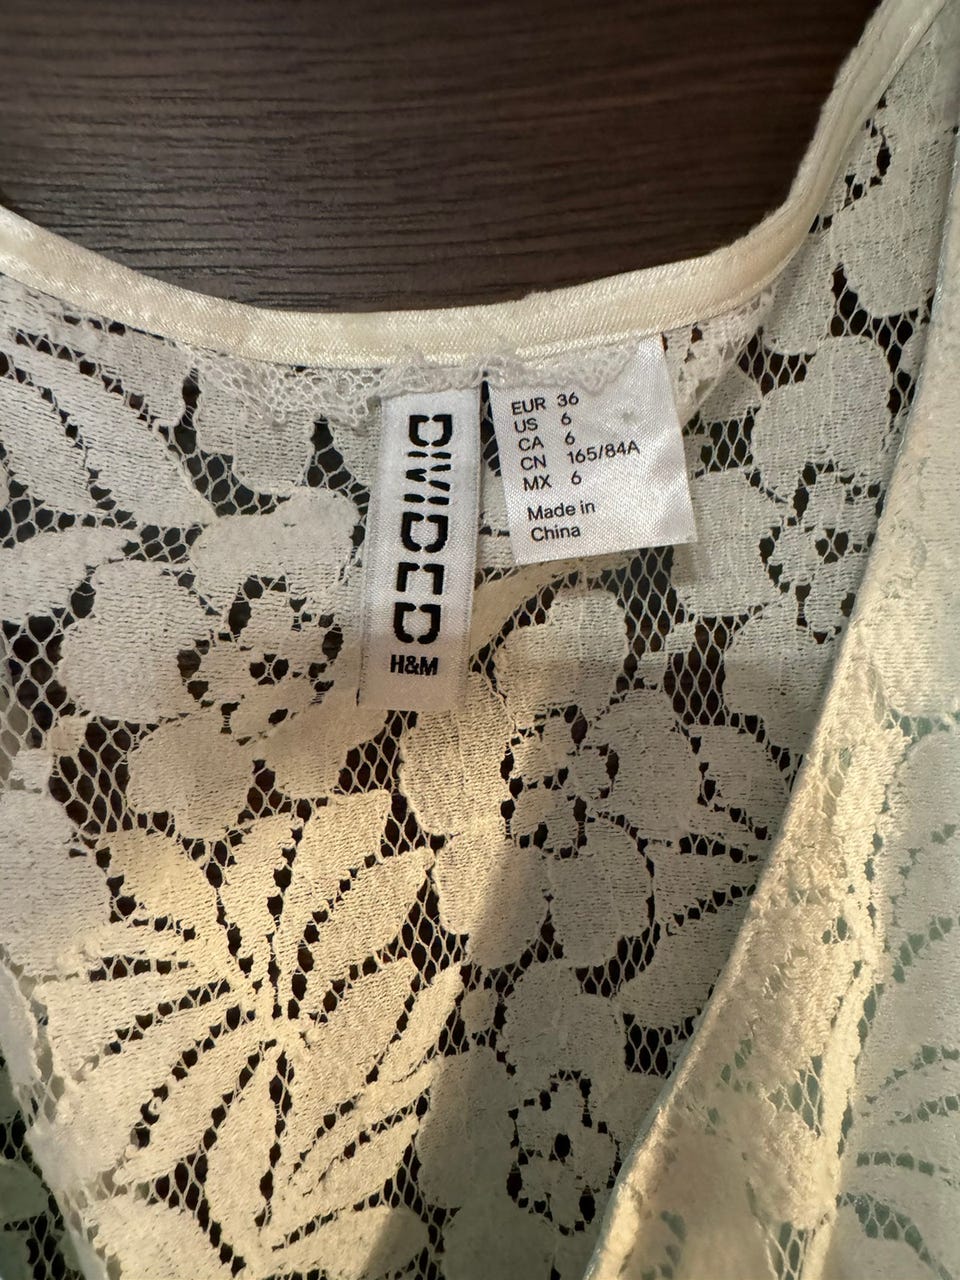 DIVIDED
H&M
EUR 36
US 6
CA 6
CN 165/84A
MX 6
Made in
China